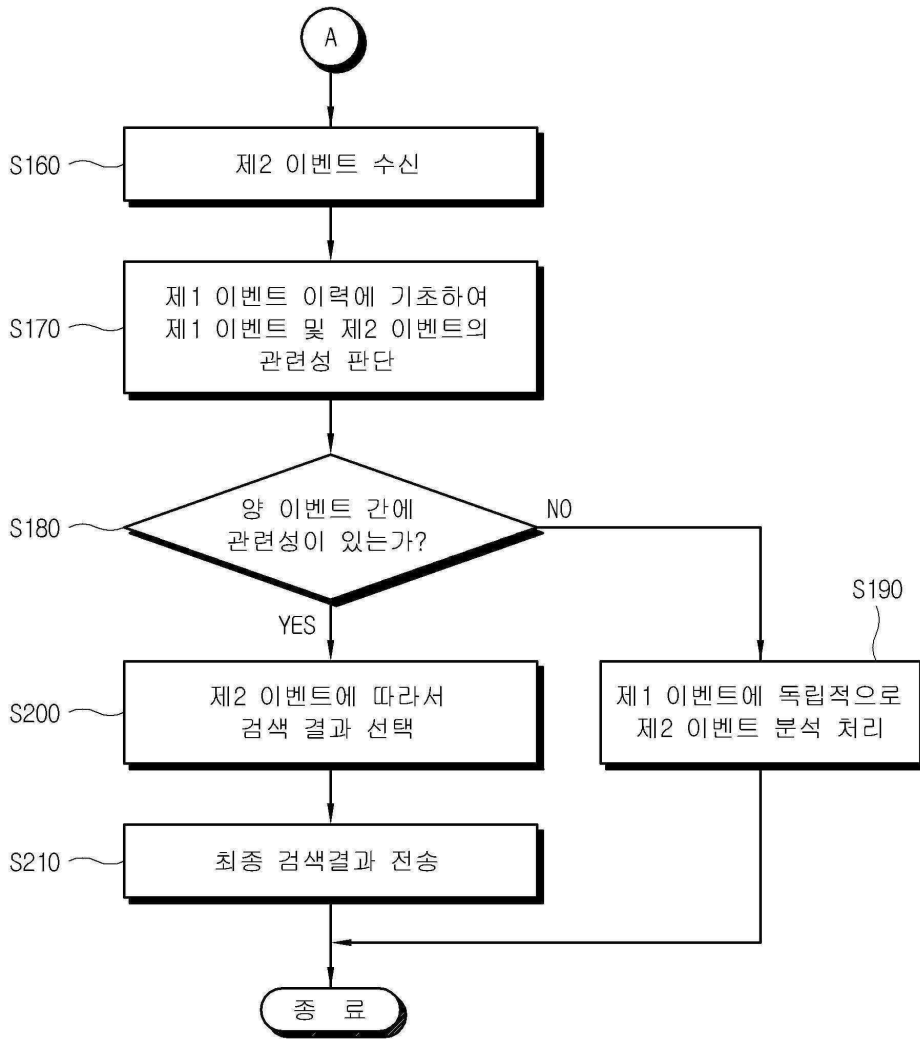 A
S160
제2 이벤트 수신
S170
제1 이벤트 이력에 기초하여
제1 이벤트 및 제2 이벤트의
관련성 판단
S180
양 이벤트 간에
관련성이 있는가?
NO
YES
S190
제1 이벤트에 독립적으로
제2 이벤트 분석 처리
S200
제2 이벤트에 따라서
검색 결과 선택
S210
최종 검색결과 전송
종 료